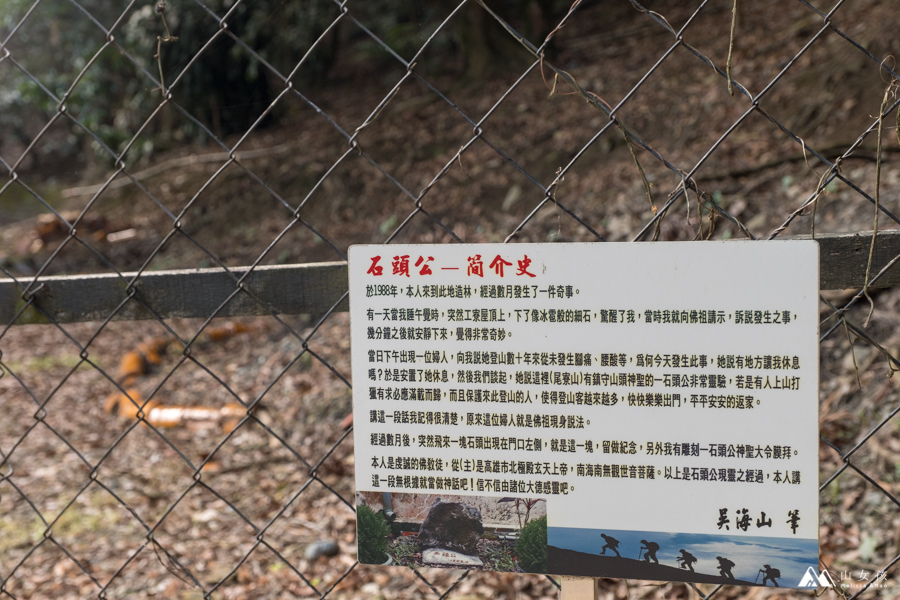 石頭公—简介史
於1988年，本人來到此地造林，經過數月發生了一件奇事。
有一天當我睡午覺時，突然工寮屋頂上，下了像冰雹般的細石，驚醒了我，當時我就向佛祖請示，訴説發生之事，
幾分鐘之後就安靜下來，覺得非常奇妙。
當日下午出現一位婦人，向我説她登山數十年來從未發生腳痛、腰酸等，爲何今天發生此事，她説有地方讓我休息
嗎？於是安置了她休息，然後我們談起，她説這裡(尾寮山)有鎮守山頭神聖的一石頭公非常靈驗，若是有人上山打
獵有求必應滿載而歸，而且保護來此登山的人，使得登山客越來越多，快快樂樂出門，平平安安的返家。
講這一段話我記得很清楚，原來這位婦人就是佛祖現身説法。
經過數月後，突然飛來一塊石頭出現在門口左側，就是這一塊，留做紀念，另外我有雕刻一石頭公神聖大令膜拜。
本人是虔誠的佛教徒，從(主)是高雄市北極殿玄天上帝，南海南無觀世音菩薩。以上是石頭公現靈之經過，本人講
這一段無根據就當做神話吧！信不信由諸位大德感靈吧。
吳海山 筆
山女孩